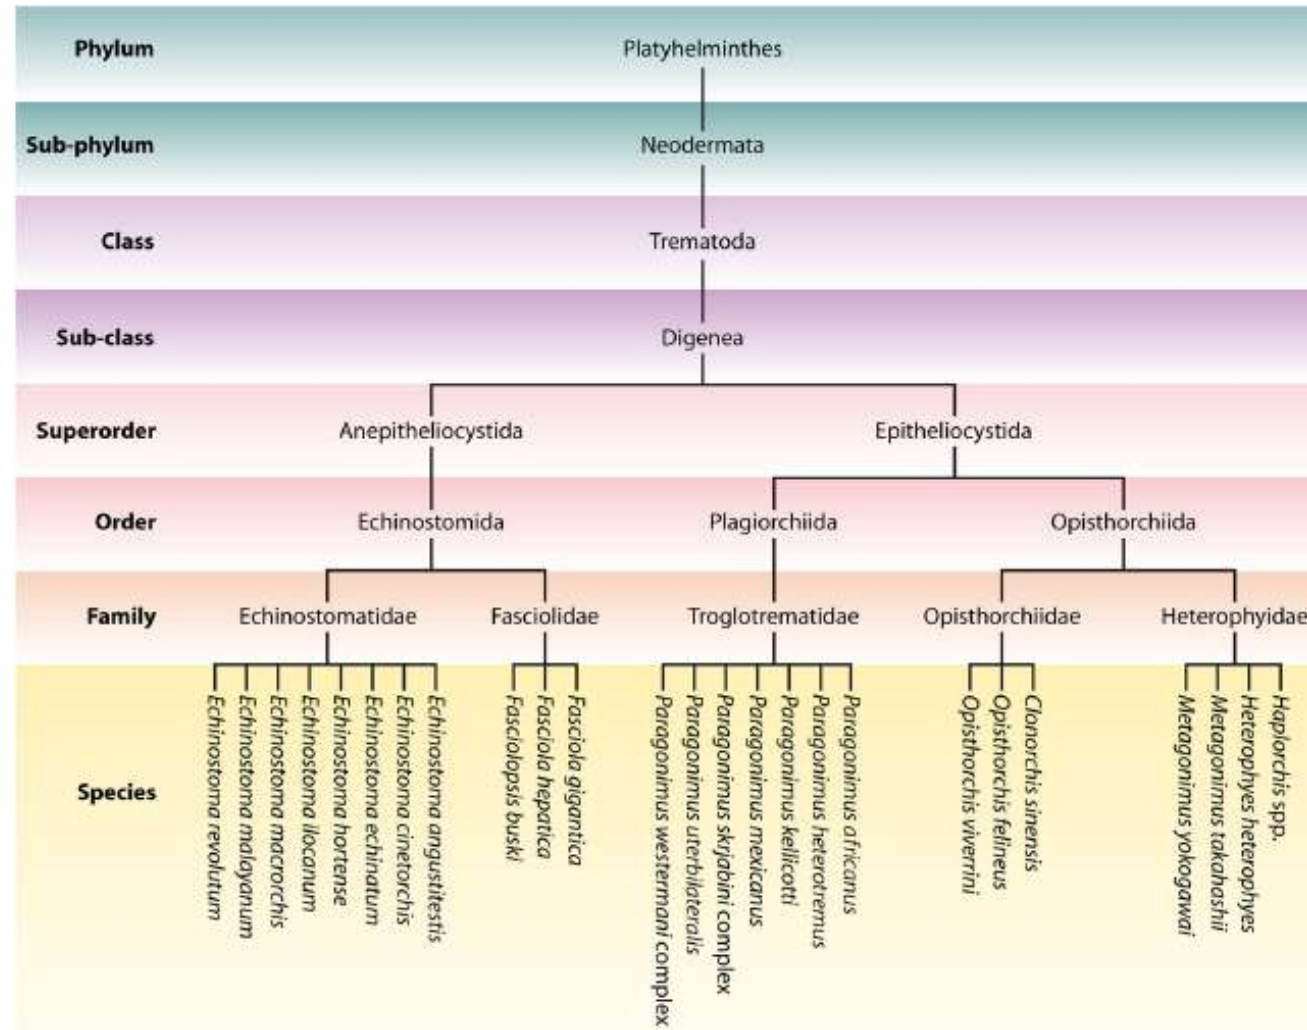 Phylum Platyhelminthes
Sub-phylum Neodermata
Class Trematoda
Sub-class Digenea
Superorder Anepitheliocystida Epitheliocystida
Order Echinostomida Plagiorchiida Opisthorchiida
Family Echinostomatidae Fasciolidae Troglotrematidae Opisthorchiidae Heterophyidae
Species
Echinostoma revolutum
Echinostoma malayanum
Echinostoma macrorchis
Echinostoma ilocanum
Echinostoma hortense
Echinostoma echinatum
Echinostoma cinetorchis
Echinostoma angustitestis
Fasciolopsis buski
Fasciola hepatica
Fasciola gigantica
Paragonimus westermani complex
Paragonimus uterbilateralis
Paragonimus skrjabini complex
Paragonimus mexicanus
Paragonimus kellicotti
Paragonimus heterotremus
Paragonimus africanus
Opisthorchis viverrini
Opisthorchis felineus
Clonorchis sinensis
Metagonimus yokogawai
Metagonimus takahashii
Heterophyes heterophyes
Haplorchis spp.